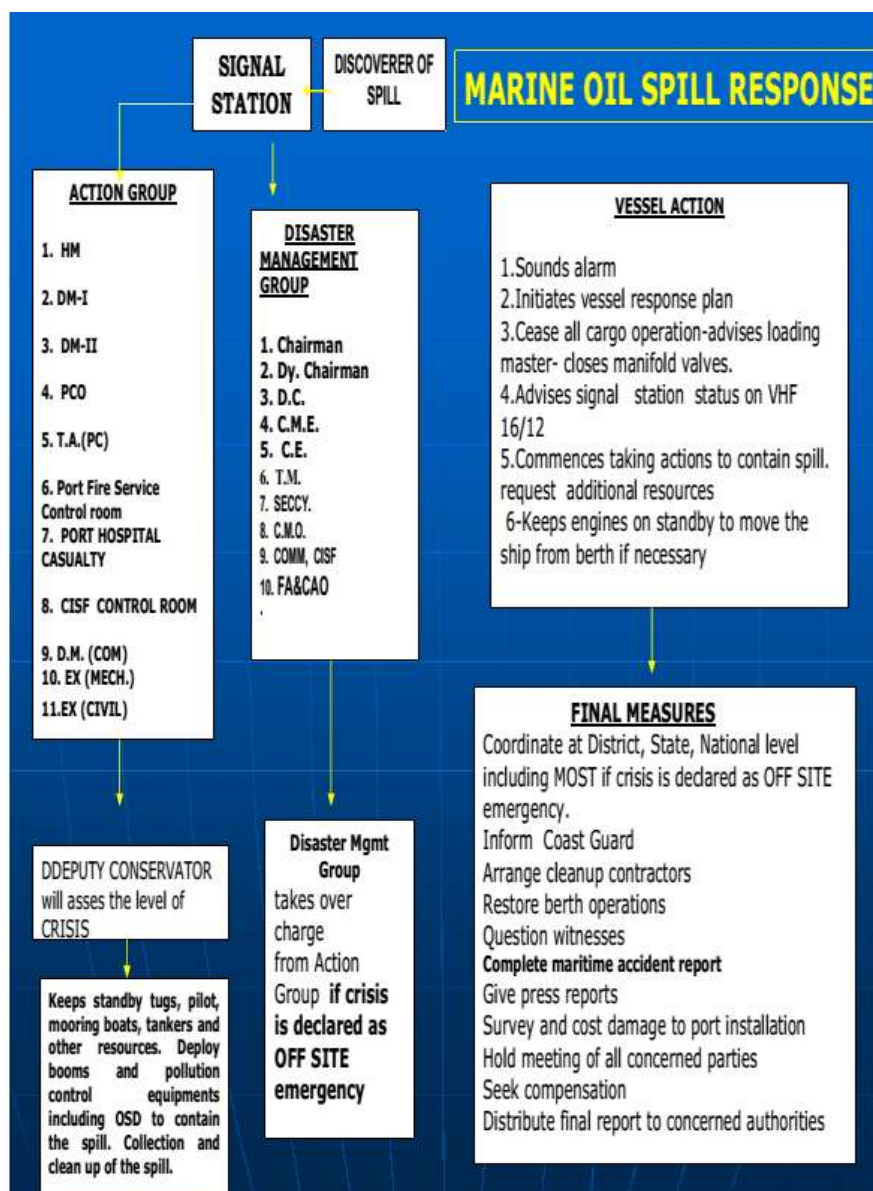 SIGNAL
STATION
DISCOVERER OF
SPILL
MARINE OIL SPILL RESPONSE
ACTION GROUP
1. HM
2. DM-I
3. DM-II
4. PCO
5. T.A.(PC)
6. Port Fire Service
Control room
7. PORT HOSPITAL
CASUALTY
8. CISF CONTROL ROOM
9. D.M. (COM)
10. EX (MECH.)
11.EX (CIVIL)
DISASTER
MANAGEMENT
GROUP
1. Chairman
2. Dy. Chairman
3. D.C.
4. C.M.E.
5. C.E.
6. T.M.
7. SECCY.
8. C.M.O.
9. COMM, CISF
10. FA&CAO
.
VESSEL ACTION
1.Sounds alarm
2.Initiates vessel response plan
3.Cease all cargo operation-advises loading
master- closes manifold valves.
4.Advises signal station status on VHF
16/12
5.Commences taking actions to contain spill.
request additional resources
6-Keeps engines on standby to move the
ship from berth if necessary
DDEPUTY CONSERVATOR
will asses the level of
CRISIS
Keeps standby tugs, pilot,
mooring boats, tankers and
other resources. Deploy
booms and pollution
control equipments
including OSD to contain
the spill. Collection and
clean up of the spill.
Disaster Mgmt
Group
takes over
charge
from Action
Group if crisis
is declared as
OFF SITE
emergency
FINAL MEASURES
Coordinate at District, State, National level
including MOST if crisis is declared as OFF SITE
emergency.
Inform Coast Guard
Arrange cleanup contractors
Restore berth operations
Question witnesses
Complete maritime accident report
Give press reports
Survey and cost damage to port installation
Hold meeting of all concerned parties
Seek compensation
Distribute final report to concerned authorities